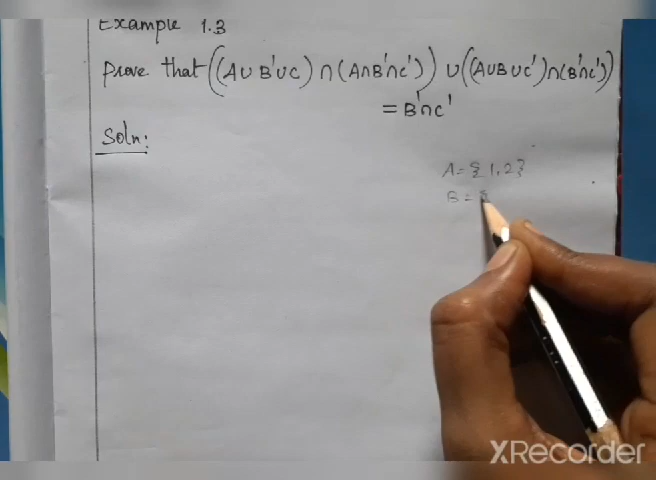 Example 1.3
Prove that ((A∪B'∪C) ∩ (A∩B'∩C')) ∪ ((A∪B∪C') ∩ (B'∩C'))
= B'∩C'
Soln:
A = {1, 2}
B = {
XRecorder